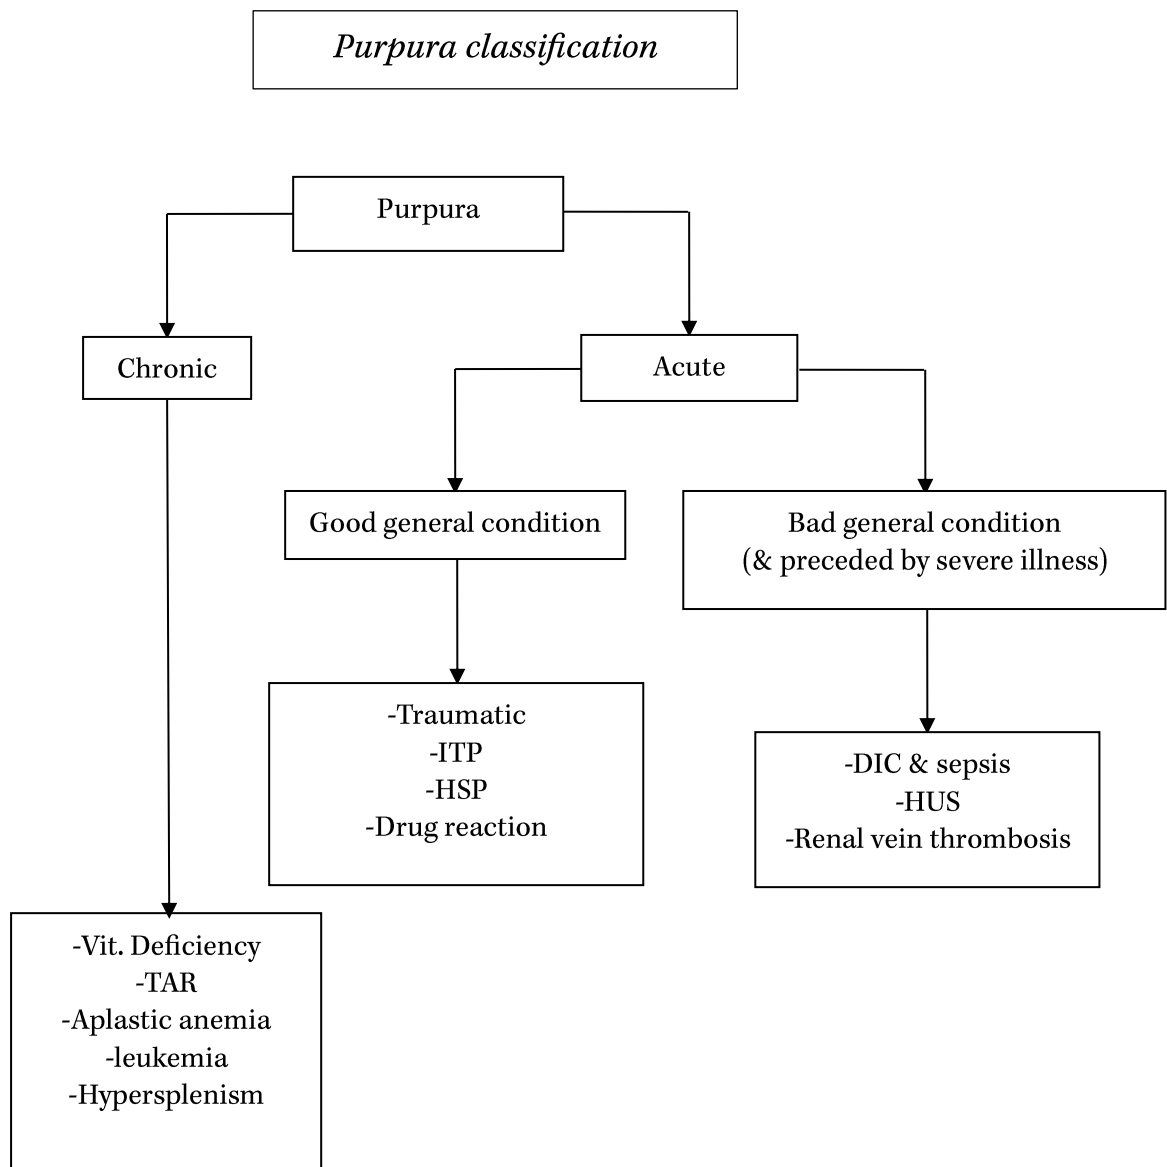 Purpura classification
Purpura
Chronic
Acute
Good general condition
Bad general condition
(& preceded by severe illness)
-Traumatic
-ITP
-HSP
-Drug reaction
-DIC & sepsis
-HUS
-Renal vein thrombosis
-Vit. Deficiency
-TAR
-Aplastic anemia
-leukemia
-Hypersplenism